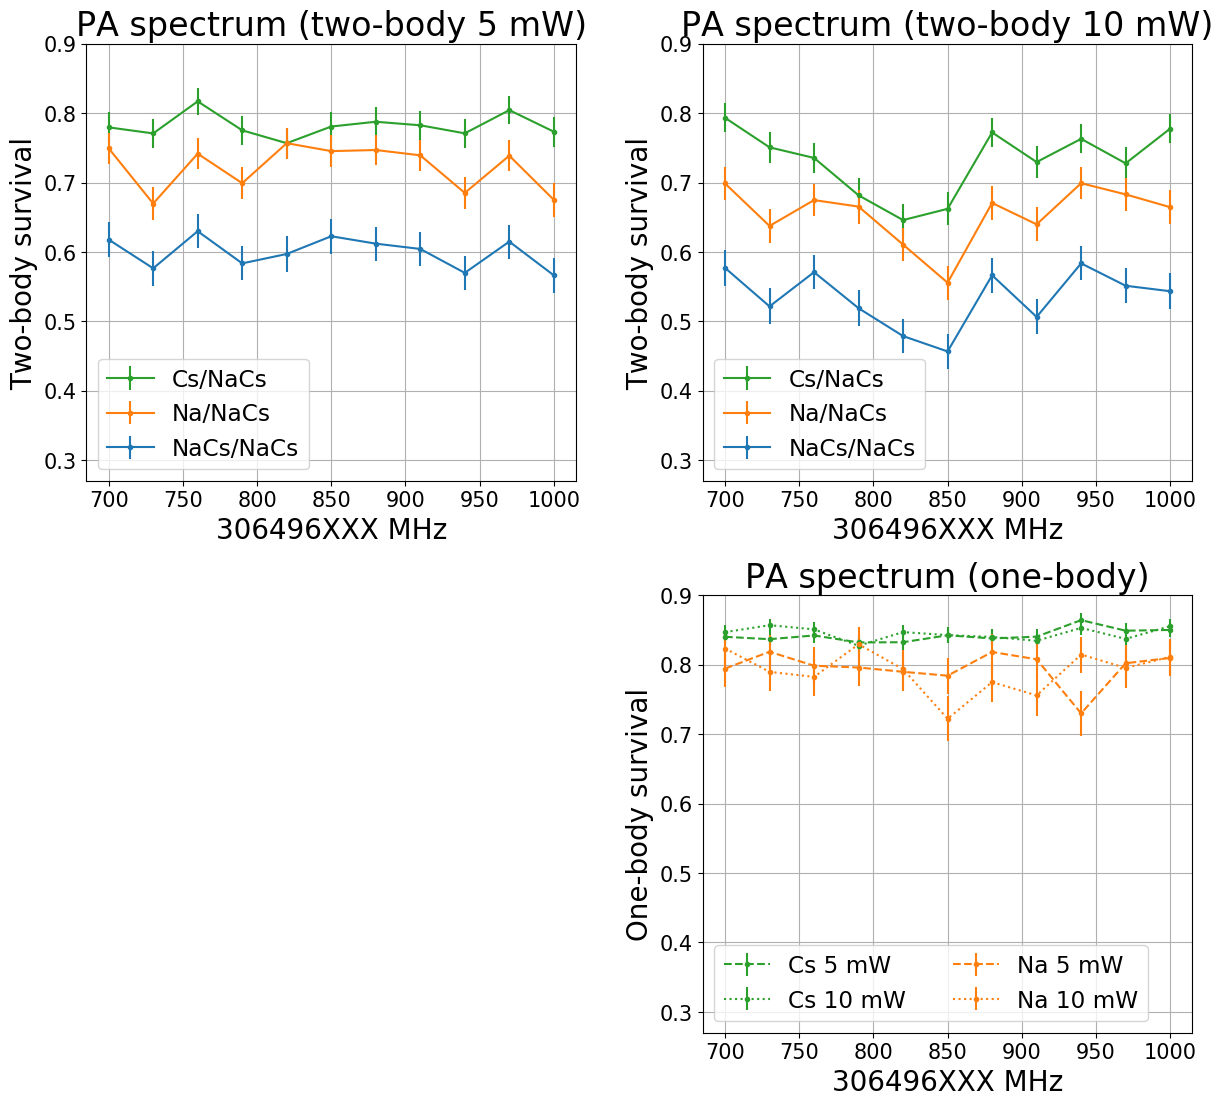 PA spectrum (two-body 5 mW)
0.9
0.8
0.7
0.6
0.5
0.4
0.3
Two-body survival
Cs/NaCs
Na/NaCs
NaCs/NaCs
700 750 800 850 900 950 1000
306496XXX MHz
PA spectrum (two-body 10 mW)
0.9
0.8
0.7
0.6
0.5
0.4
0.3
Two-body survival
Cs/NaCs
Na/NaCs
NaCs/NaCs
700 750 800 850 900 950 1000
306496XXX MHz
PA spectrum (one-body)
0.9
0.8
0.7
0.6
0.5
0.4
0.3
One-body survival
Cs 5 mW Na 5 mW
Cs 10 mW Na 10 mW
700 750 800 850 900 950 1000
306496XXX MHz